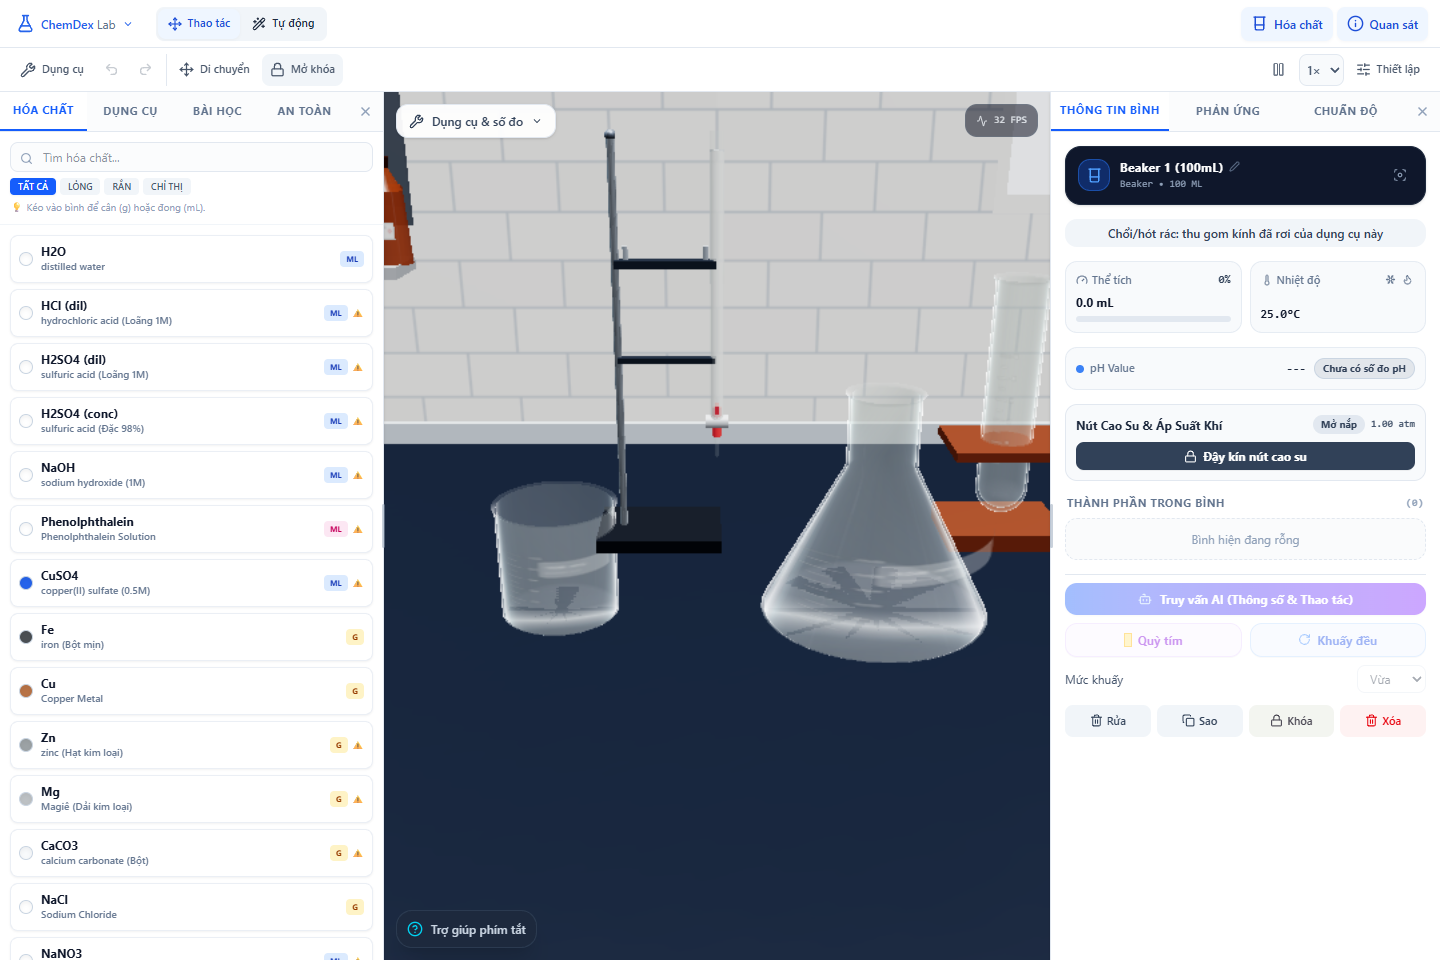 ChemDex Lab
Thao tác
Tự động
Hóa chất
Quan sát
Dụng cụ
Di chuyển
Mở khóa
1×
Thiết lập
HÓA CHẤT
DỤNG CỤ
BÀI HỌC
AN TOÀN
Tìm hóa chất...
TẤT CẢ
LỎNG
RẮN
CHỈ THỊ
Kéo vào bình để cân (g) hoặc đong (mL).
H2O
distilled water
ML
HCl (dil)
hydrochloric acid (Loãng 1M)
ML
H2SO4 (dil)
sulfuric acid (Loãng 1M)
ML
H2SO4 (conc)
sulfuric acid (Đặc 98%)
ML
NaOH
sodium hydroxide (1M)
ML
Phenolphthalein
Phenolphthalein Solution
ML
CuSO4
copper(II) sulfate (0.5M)
ML
Fe
iron (Bột mịn)
G
Cu
Copper Metal
G
Zn
zinc (Hạt kim loại)
G
Mg
Magiê (Dải kim loại)
G
CaCO3
calcium carbonate (Bột)
G
NaCl
Sodium Chloride
G
NaNO3
ML
Dụng cụ & số đo
32 FPS
Trợ giúp phím tắt
THÔNG TIN BÌNH
PHẢN ỨNG
CHUẨN ĐỘ
Beaker 1 (100mL)
Beaker • 100 ML
Chổi/hót rác: thu gom kính đã rơi của dụng cụ này
Thể tích
0%
0.0 mL
Nhiệt độ
25.0°C
pH Value
---
Chưa có số đo pH
Nút Cao Su & Áp Suất Khí
Mở nắp
1.00 atm
Đậy kín nút cao su
THÀNH PHẦN TRONG BÌNH
(0)
Bình hiện đang rỗng
Truy vấn AI (Thông số & Thao tác)
Quỳ tím
Khuấy đều
Mức khuấy
Vừa
Rửa
Sao
Khóa
Xóa